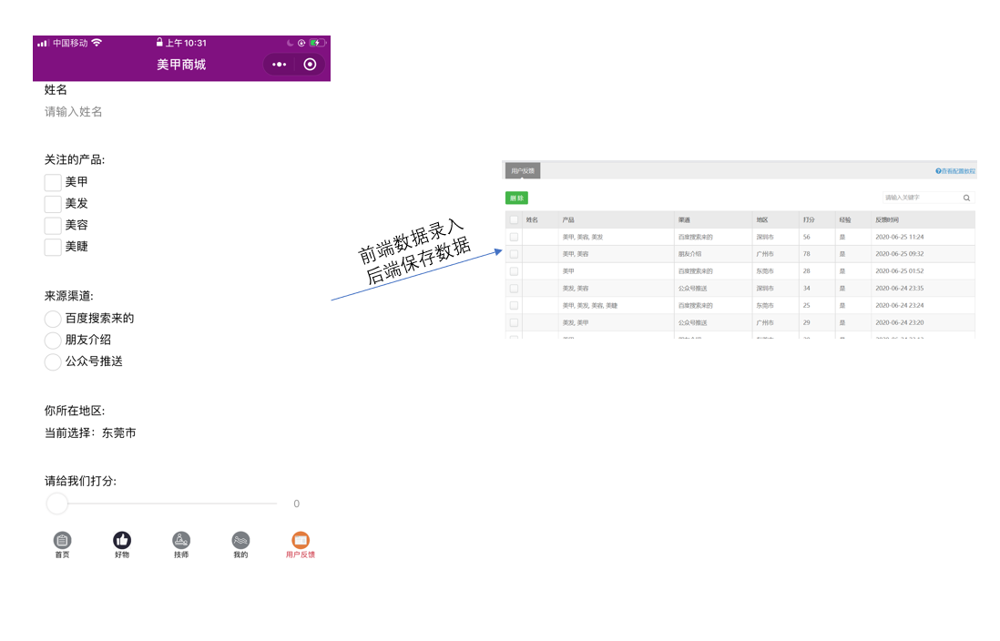 中国移动
上午10:31
美甲商城
姓名
请输入姓名
关注的产品:
美甲
美发
美容
美睫
来源渠道:
百度搜索来的
朋友介绍
公众号推送
你所在地区:
当前选择：东莞市
请给我们打分:
0
首页 好物 技师 我的 用户反馈
前端数据录入
后端保存数据
用户反馈 查看配置教程
删 除 请输入关键字
姓名 产品 渠道 地区 打分 经验 反馈时间
美甲, 美容, 美发 百度搜索来的 深圳市 56 是 2020-06-25 11:24
美甲, 美容 朋友介绍 广州市 78 是 2020-06-25 09:32
美甲 百度搜索来的 东莞市 28 是 2020-06-25 01:52
美发, 美容 公众号推送 深圳市 34 是 2020-06-24 23:35
美甲, 美发, 美容, 美睫 百度搜索来的 东莞市 25 是 2020-06-24 23:24
美发, 美甲 公众号推送 广州市 29 是 2020-06-24 23:20